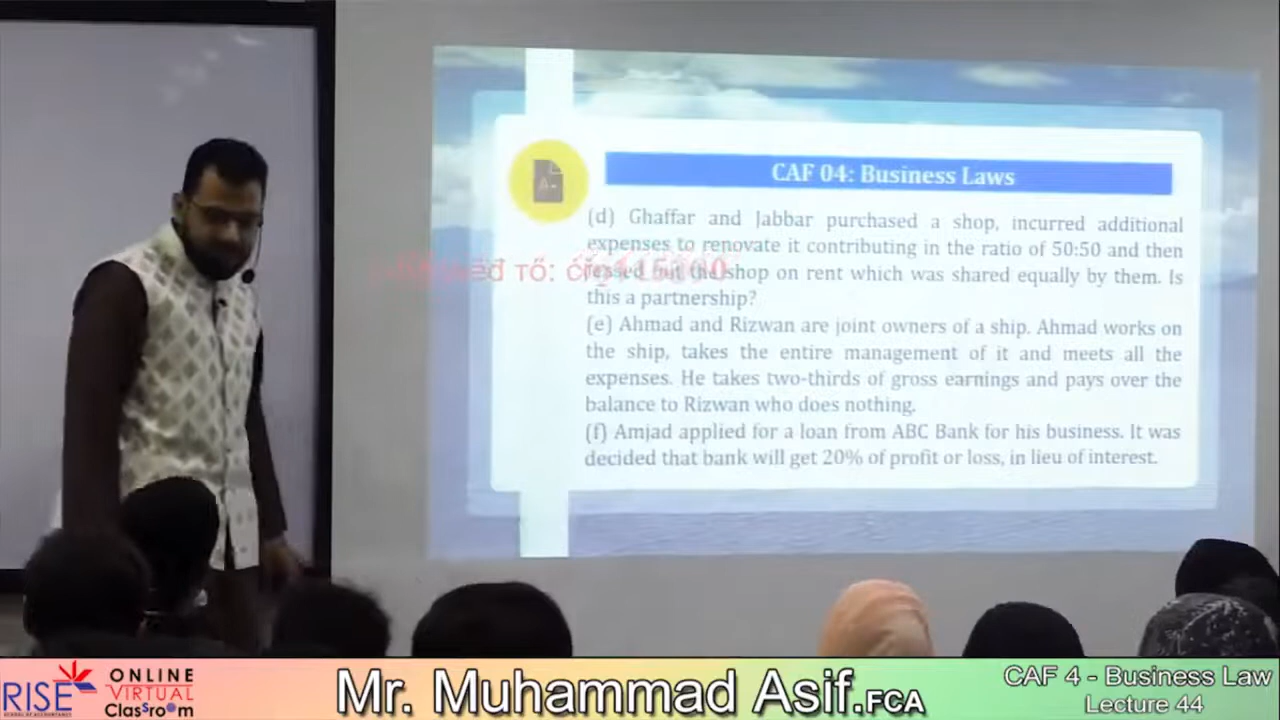 CAF 04: Business Laws
(d) Ghaffar and Jabbar purchased a shop, incurred additional
expenses to renovate it contributing in the ratio of 50:50 and then
the shop on rent which was shared equally by them. Is
this a partnership?
(e) Ahmad and Rizwan are joint owners of a ship. Ahmad works on
the ship, takes the entire management of it and meets all the
expenses. He takes two-thirds of gross earnings and pays over the
balance to Rizwan who does nothing.
(f) Amjad applied for a loan from ABC Bank for his business. It was
decided that bank will get 20% of profit or loss, in lieu of interest.
RISE
ONLINE
VIRTUAL
ClassrooM
Mr. Muhammad Asif.FCA
CAF 4 - Business Law
Lecture 44